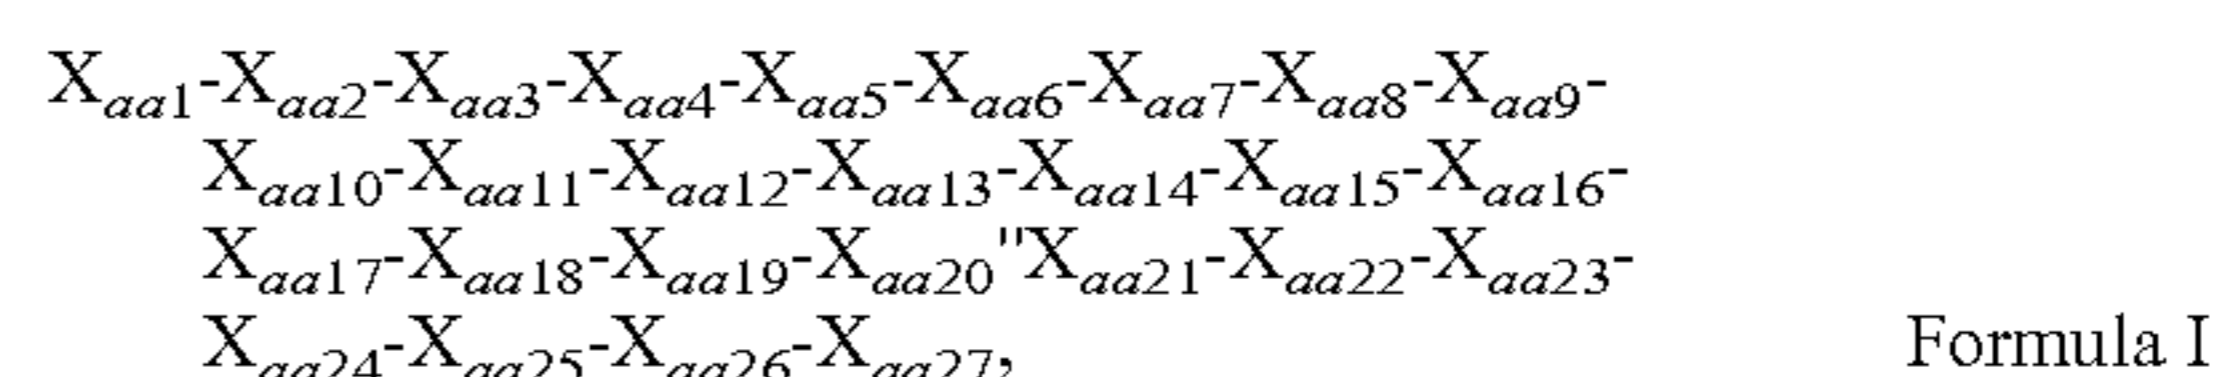 Xaa1-Xaa2-Xaa3-Xaa4-Xaa5-Xaa6-Xaa7-Xaa8-Xaa9-
Xaa10-Xaa11-Xaa12-Xaa13-Xaa14-Xaa15-Xaa16-
Xaa17-Xaa18-Xaa19-Xaa20"Xaa21-Xaa22-Xaa23-
Xaa24-Xaa25-Xaa26-Xaa27, Formula I